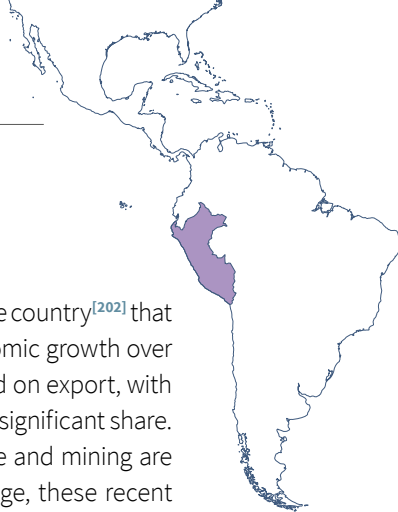 e country[202] that
omic growth over
d on export, with
significant share.
e and mining are
ge, these recent